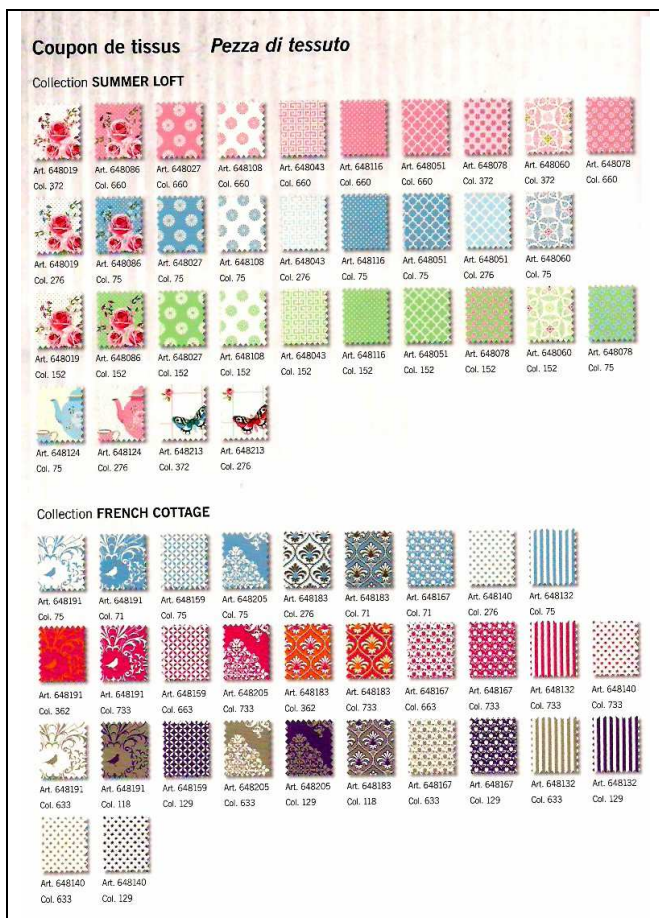 Coupon de tissus Pezza di tessuto
Collection SUMMER LOFT
Art. 648019 Art. 648086 Art. 648027 Art. 648108 Art. 648043 Art. 648116 Art. 648051 Art. 648078 Art. 648060 Art. 648078
Col. 372 Col. 660 Col. 660 Col. 660 Col. 660 Col. 660 Col. 660 Col. 372 Col. 372 Col. 660
Art. 648019 Art. 648086 Art. 648027 Art. 648108 Art. 648043 Art. 648116 Art. 648051 Art. 648051 Art. 648060
Col. 276 Col. 75 Col. 75 Col. 75 Col. 276 Col. 75 Col. 75 Col. 276 Col. 75
Art. 648019 Art. 648086 Art. 648027 Art. 648108 Art. 648043 Art. 648116 Art. 648051 Art. 648078 Art. 648060 Art. 648078
Col. 152 Col. 152 Col. 152 Col. 152 Col. 152 Col. 152 Col. 152 Col. 152 Col. 152 Col. 75
Art. 648124 Art. 648124 Art. 648213 Art. 648213
Col. 75 Col. 276 Col. 372 Col. 276
Collection FRENCH COTTAGE
Art. 648191 Art. 648191 Art. 648159 Art. 648205 Art. 648183 Art. 648183 Art. 648167 Art. 648140 Art. 648132
Col. 75 Col. 71 Col. 75 Col. 75 Col. 276 Col. 71 Col. 71 Col. 276 Col. 75
Art. 648191 Art. 648191 Art. 648159 Art. 648205 Art. 648183 Art. 648183 Art. 648167 Art. 648167 Art. 648132 Art. 648140
Col. 362 Col. 733 Col. 663 Col. 733 Col. 362 Col. 733 Col. 663 Col. 733 Col. 733 Col. 733
Art. 648191 Art. 648191 Art. 648159 Art. 648205 Art. 648205 Art. 648183 Art. 648167 Art. 648167 Art. 648132 Art. 648132
Col. 633 Col. 118 Col. 129 Col. 633 Col. 129 Col. 118 Col. 633 Col. 129 Col. 633 Col. 129
Art. 648140 Art. 648140
Col. 633 Col. 129